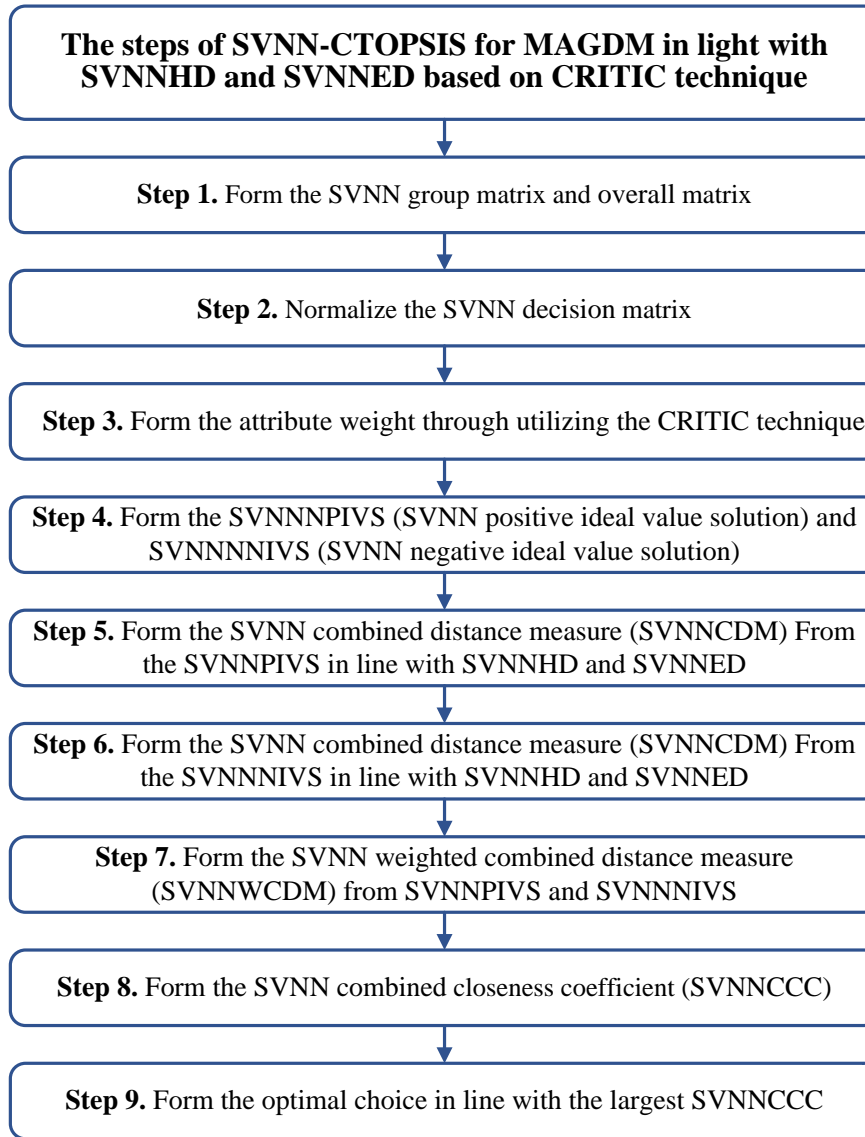 The steps of SVNN-CTOPSIS for MAGDM in light with
SVNNHD and SVNNED based on CRITIC technique
Step 1. Form the SVNN group matrix and overall matrix
Step 2. Normalize the SVNN decision matrix
Step 3. Form the attribute weight through utilizing the CRITIC technique
Step 4. Form the SVNNNPIVS (SVNN positive ideal value solution) and
SVNNNNIVS (SVNN negative ideal value solution)
Step 5. Form the SVNN combined distance measure (SVNNCDM) From
the SVNNPIVS in line with SVNNHD and SVNNED
Step 6. Form the SVNN combined distance measure (SVNNCDM) From
the SVNNNIVS in line with SVNNHD and SVNNED
Step 7. Form the SVNN weighted combined distance measure
(SVNNWCDM) from SVNNPIVS and SVNNNIVS
Step 8. Form the SVNN combined closeness coefficient (SVNNCCC)
Step 9. Form the optimal choice in line with the largest SVNNCCC